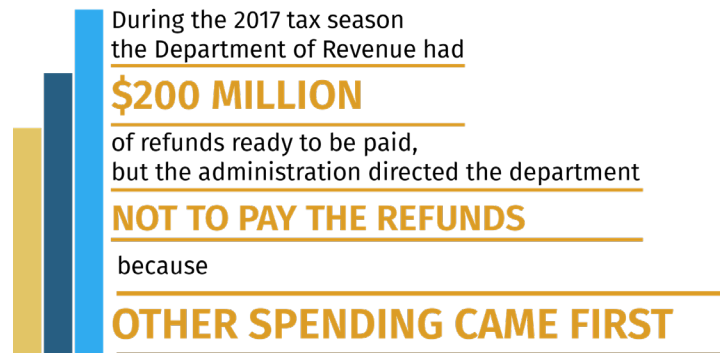 During the 2017 tax season
the Department of Revenue had
$200 MILLION
of refunds ready to be paid,
but the administration directed the department
NOT TO PAY THE REFUNDS
because
OTHER SPENDING CAME FIRST